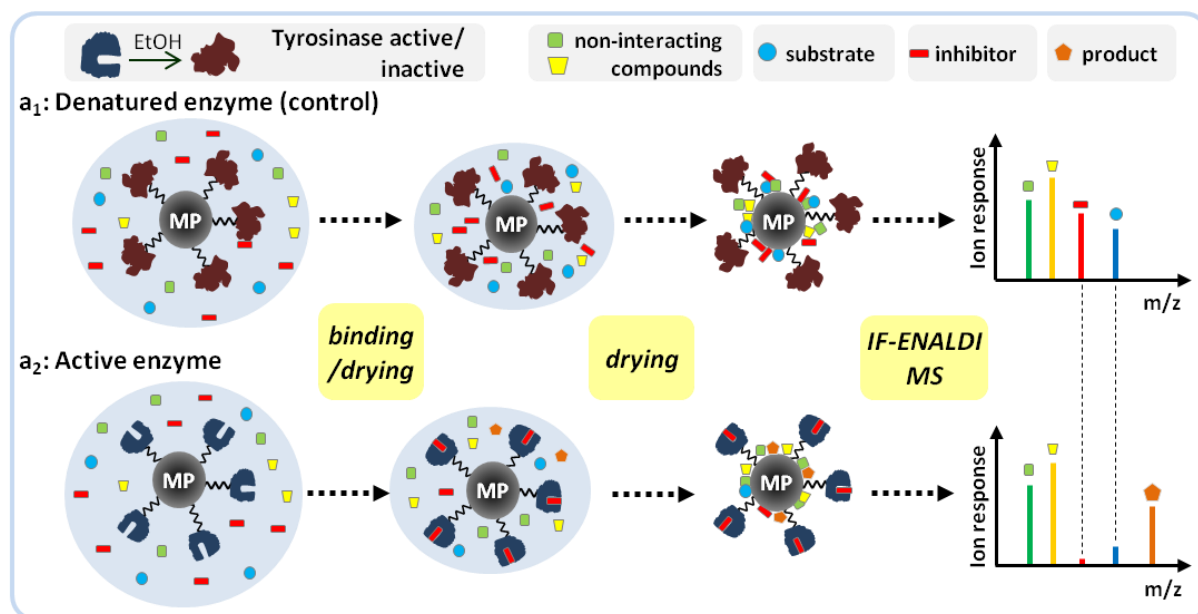 EtOH
Tyrosinase active/
inactive
non-interacting
compounds
substrate
inhibitor
product
a₁: Denatured enzyme (control)
MP
MP
MP
Ion response
m/z
binding
/drying
drying
IF-ENALDI
MS
a₂: Active enzyme
MP
MP
MP
Ion response
m/z